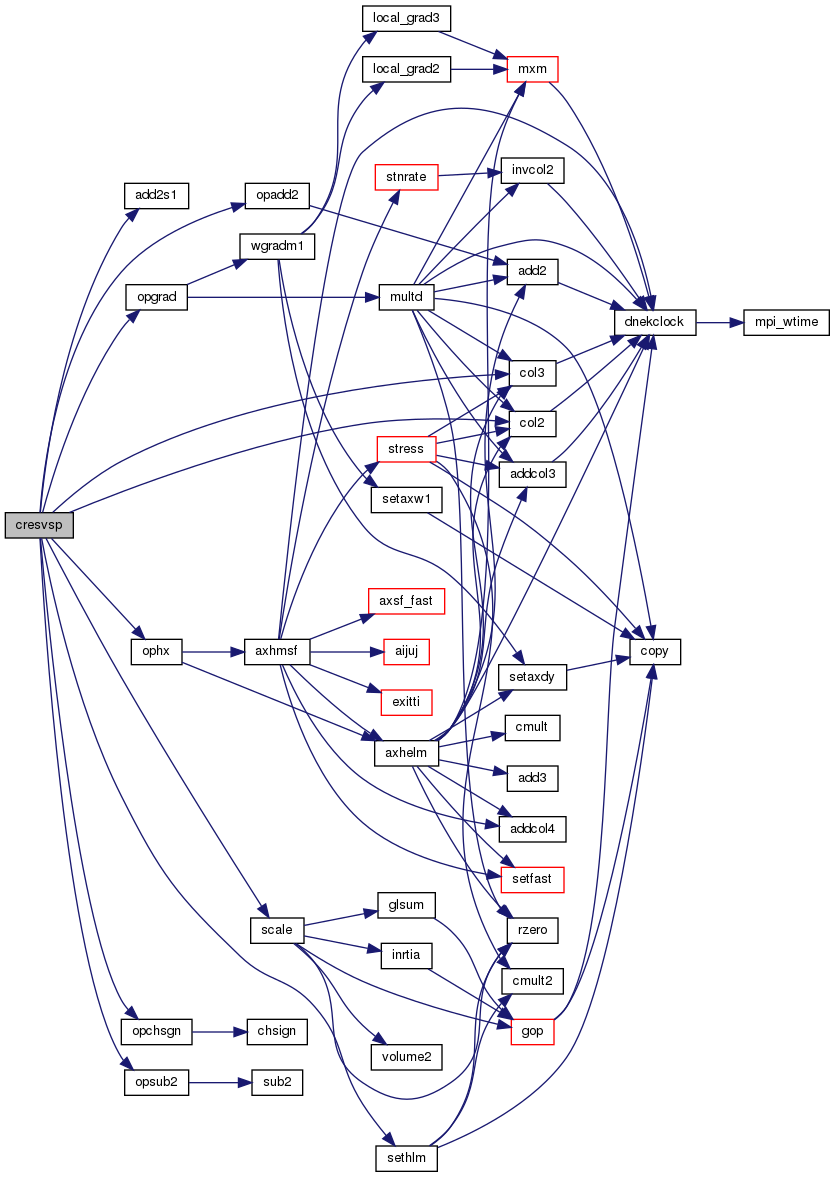 local_grad3
local_grad2
mxm
stnrate
invcol2
add2s1
opadd2
wgradm1
add2
opgrad
multd
dnekclock
mpi_wtime
col3
col2
stress
addcol3
setaxw1
cresvsp
axsf_fast
ophx
axhmsf
aijuj
copy
setaxdy
exitti
cmult
axhelm
add3
addcol4
setfast
glsum
scale
rzero
inrtia
cmult2
opchsgn
chsign
gop
volume2
opsub2
sub2
sethlm